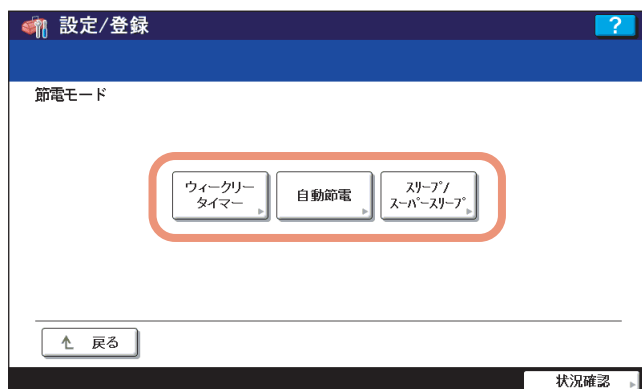 設定/登録
?
節電モード
ウィークリー
タイマー
自動節電
ｽﾘｰﾌﾟ/
ｽｰﾊﾟｰｽﾘｰﾌﾟ
戻る
状況確認